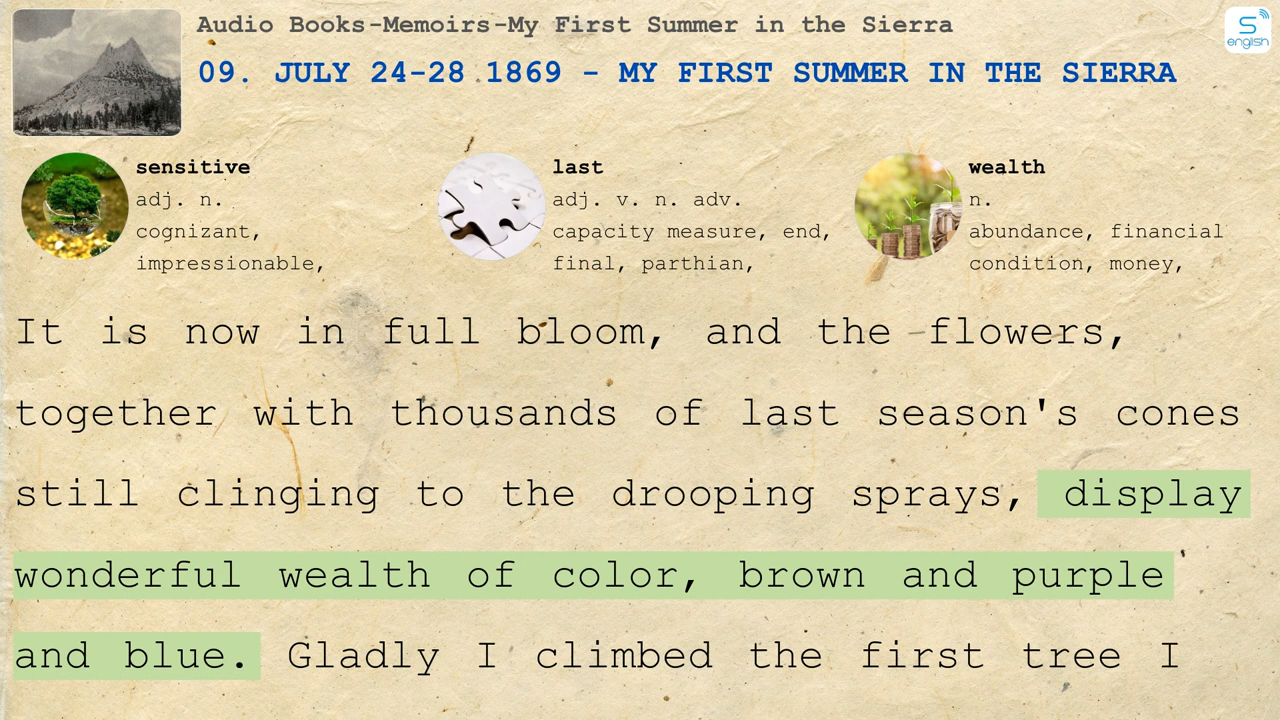 Audio Books-Memoirs-My First Summer in the Sierra
09. JULY 24-28 1869 - MY FIRST SUMMER IN THE SIERRA
S
english
sensitive
adj. n.
cognizant,
impressionable,
last
adj. v. n. adv.
capacity measure, end,
final, parthian,
wealth
n.
abundance, financial
condition, money,
It is now in full bloom, and the flowers,
together with thousands of last season's cones
still clinging to the drooping sprays, display
wonderful wealth of color, brown and purple
and blue. Gladly I climbed the first tree I